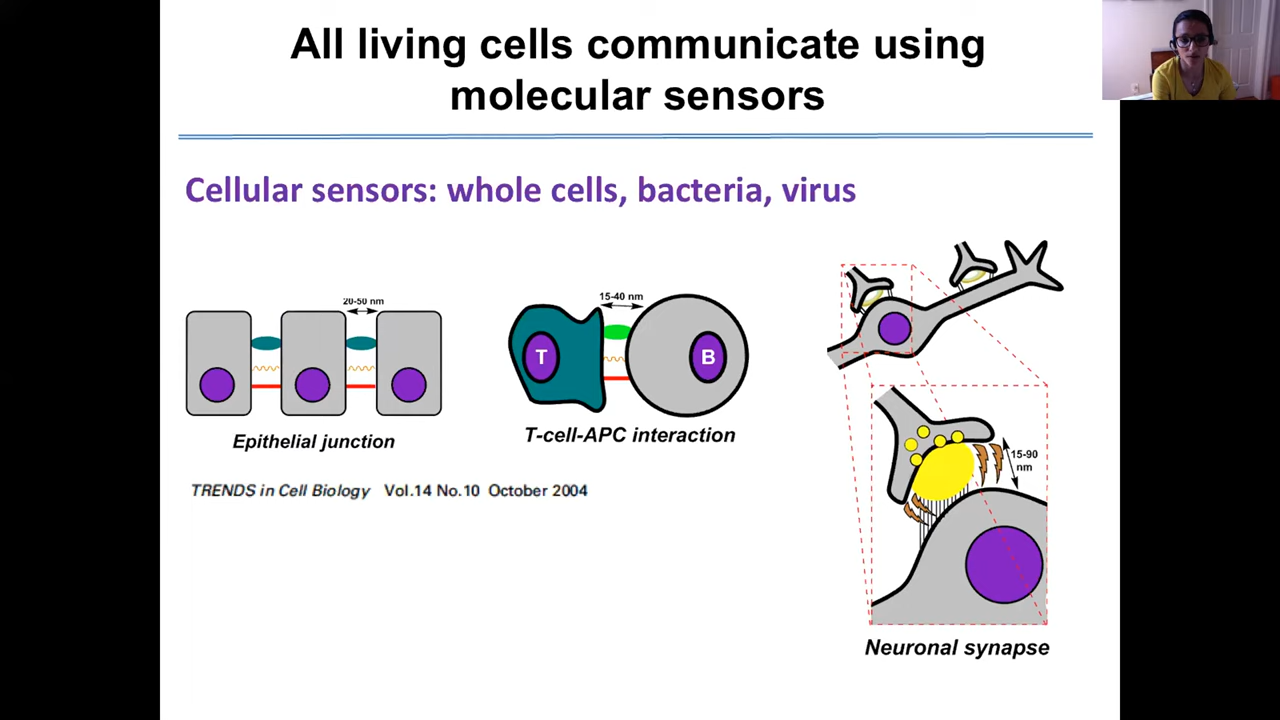 All living cells communicate using
molecular sensors
Cellular sensors: whole cells, bacteria, virus
20-50 nm
Epithelial junction
15-40 nm
T
B
T-cell-APC interaction
15-90
nm
Neuronal synapse
TRENDS in Cell Biology Vol.14 No.10 October 2004